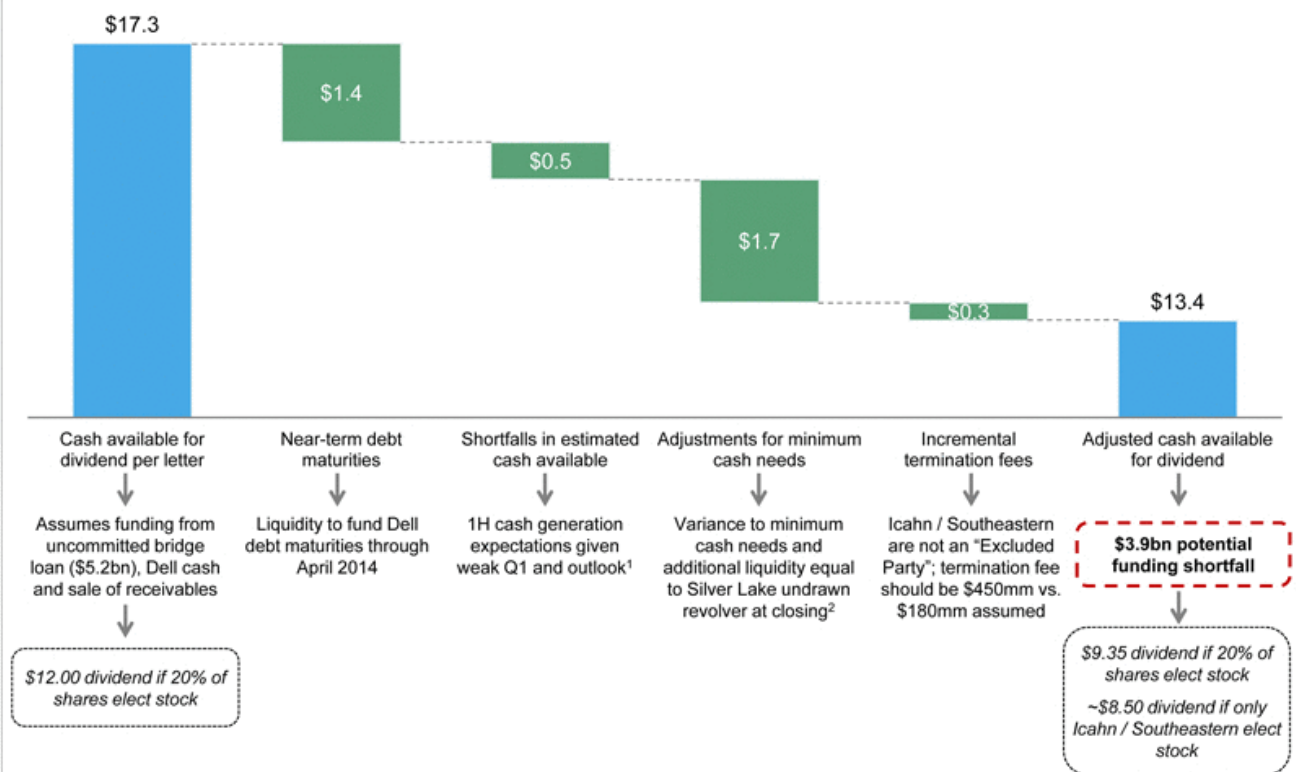 $17.3
$1.4
$0.5
$1.7
$0.3
$13.4
Cash available for
dividend per letter
Near-term debt
maturities
Shortfalls in estimated
cash available
Adjustments for minimum
cash needs
Incremental
termination fees
Adjusted cash available
for dividend
Assumes funding from
uncommitted bridge
loan ($5.2bn), Dell cash
and sale of receivables
Liquidity to fund Dell
debt maturities through
April 2014
1H cash generation
expectations given
weak Q1 and outlook¹
Variance to minimum
cash needs and
additional liquidity equal
to Silver Lake undrawn
revolver at closing²
Icahn / Southeastern
are not an “Excluded
Party”; termination fee
should be $450mm vs.
$180mm assumed
$3.9bn potential
funding shortfall
$12.00 dividend if 20% of
shares elect stock
$9.35 dividend if 20% of
shares elect stock
~$8.50 dividend if only
Icahn / Southeastern elect
stock